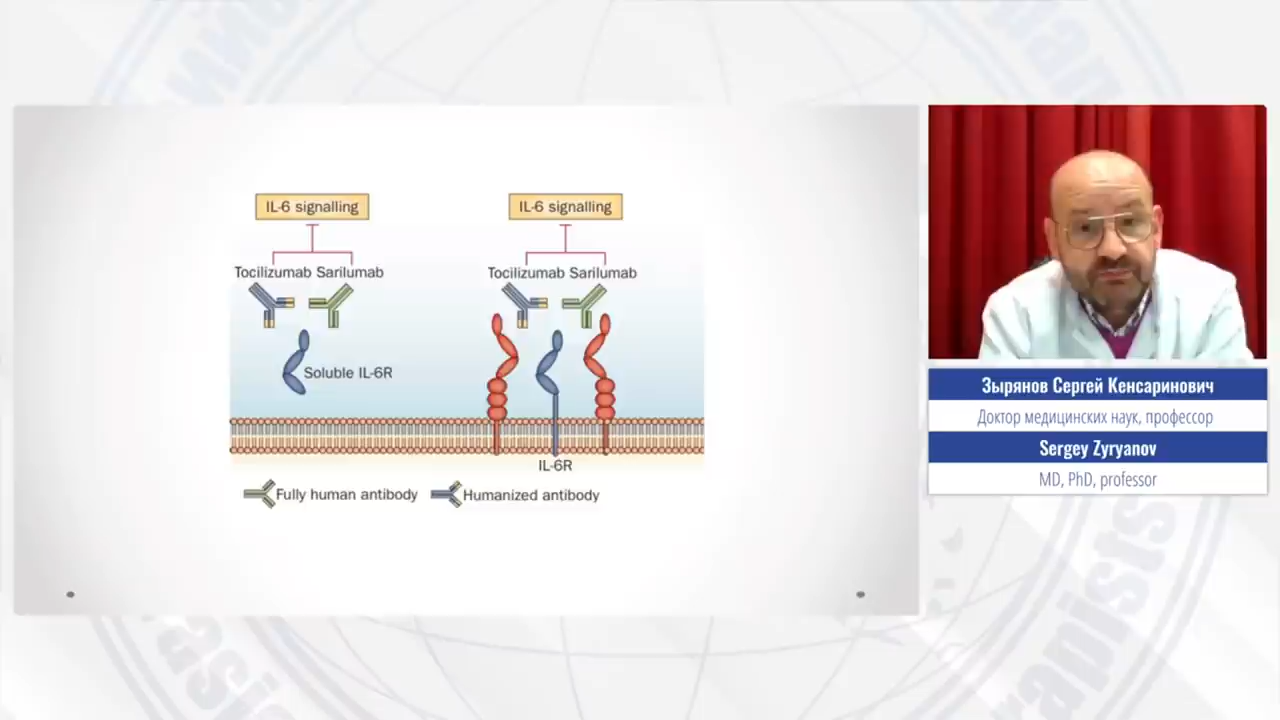 IL-6 signalling
IL-6 signalling
Tocilizumab Sarilumab
Tocilizumab Sarilumab
Soluble IL-6R
IL-6R
Fully human antibody
Humanized antibody
Зырянов Сергей Кенсаринович
Доктор медицинских наук, профессор
Sergey Zyryanov
MD, PhD, professor